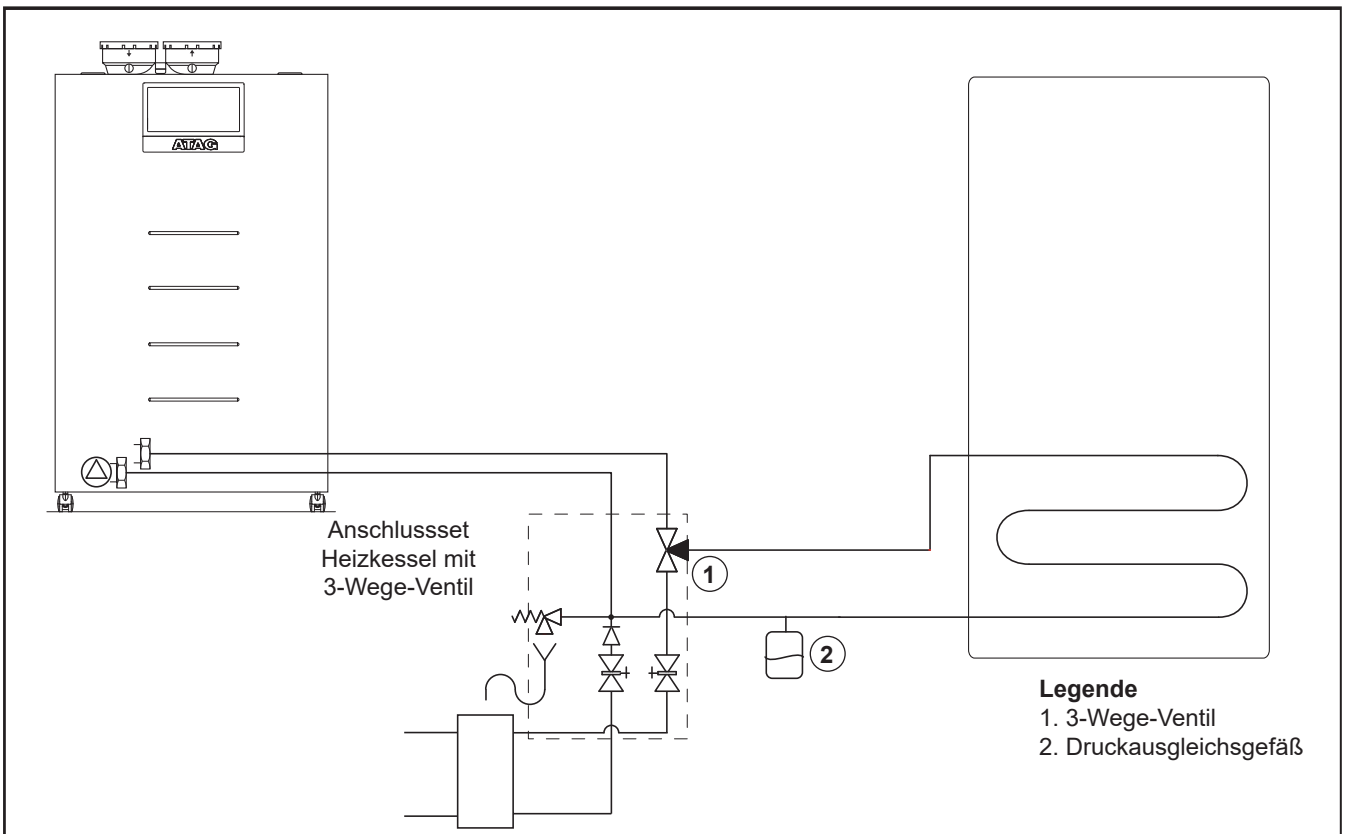 ATAG
Anschlussset
Heizkessel mit
3-Wege-Ventil
1
2
Legende
1. 3-Wege-Ventil
2. Druckausgleichsgefäß